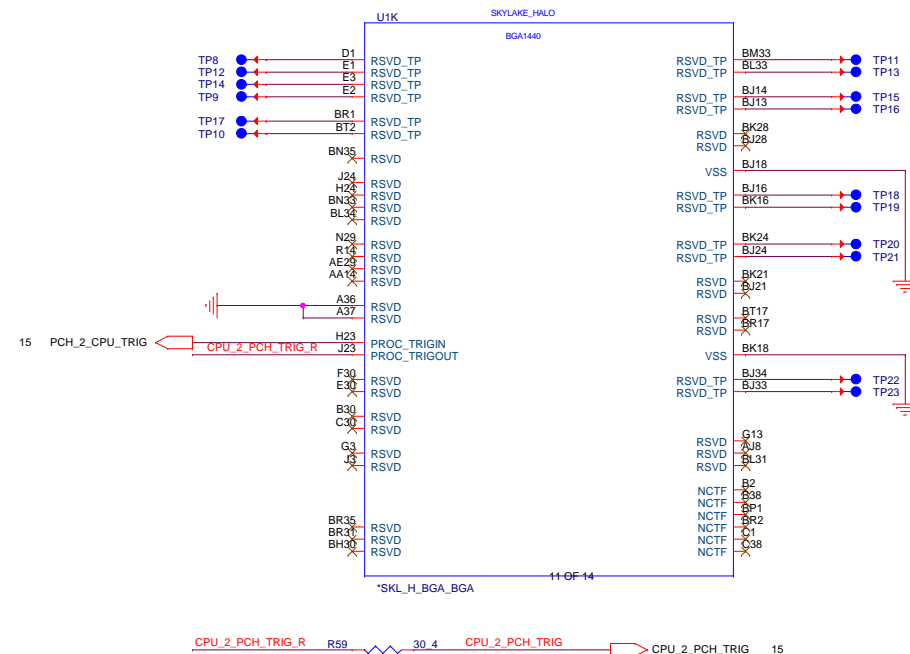 U1K SKYLAKE_HALO
BGA1440
TP8 D1 RSVD_TP
TP12 E1 RSVD_TP
TP14 E3 RSVD_TP
TP9 E2 RSVD_TP
TP17 BR1 RSVD_TP
TP10 BT2 RSVD_TP
BN35 RSVD
J24 RSVD
H24 RSVD
BN33 RSVD
BL34 RSVD
N29 RSVD
R14 RSVD
AE29 RSVD
AA14 RSVD
A36 RSVD
A37 RSVD
15 PCH_2_CPU_TRIG H23 PROC_TRIGIN
CPU_2_PCH_TRIG_R J23 PROC_TRIGOUT
F30 RSVD
E30 RSVD
B30 RSVD
C30 RSVD
G3 RSVD
J3 RSVD
BR35 RSVD
BR31 RSVD
BH30 RSVD
RSVD_TP BM33 TP11
RSVD_TP BL33 TP13
RSVD_TP BJ14 TP15
RSVD_TP BJ13 TP16
RSVD BK28
RSVD BJ28
VSS BJ18
RSVD_TP BJ16 TP18
RSVD_TP BK16 TP19
RSVD_TP BK24 TP20
RSVD_TP BJ24 TP21
RSVD BK21
RSVD BJ21
RSVD BT17
RSVD BR17
VSS BK18
RSVD_TP BJ34 TP22
RSVD_TP BJ33 TP23
RSVD G13
RSVD AJ8
RSVD BL31
NCTF B2
NCTF B38
NCTF BP1
NCTF BR2
NCTF C1
NCTF C38
11 OF 14
*SKL_H_BGA_BGA
CPU_2_PCH_TRIG_R R59 30_4 CPU_2_PCH_TRIG CPU_2_PCH_TRIG 15